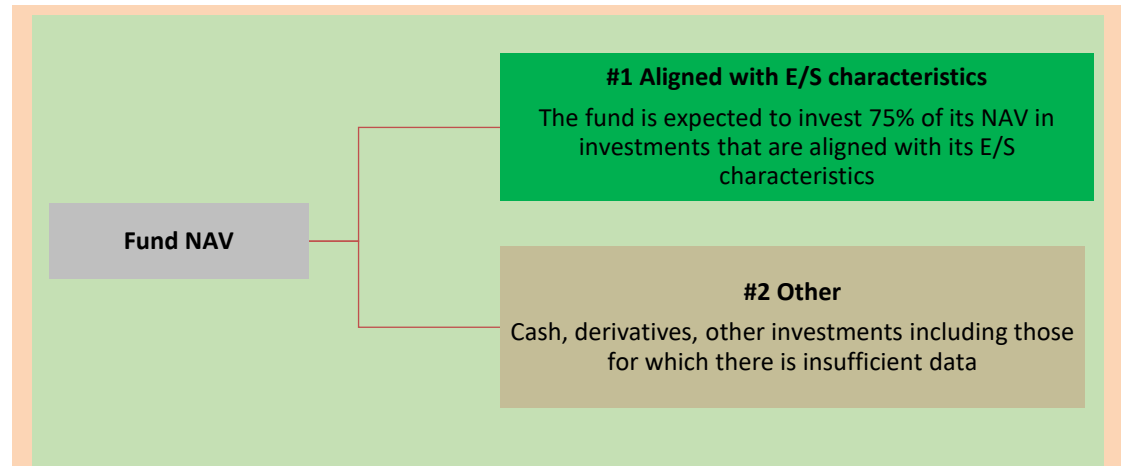 #1 Aligned with E/S characteristics
The fund is expected to invest 75% of its NAV in
investments that are aligned with its E/S
characteristics
Fund NAV
#2 Other
Cash, derivatives, other investments including those
for which there is insufficient data